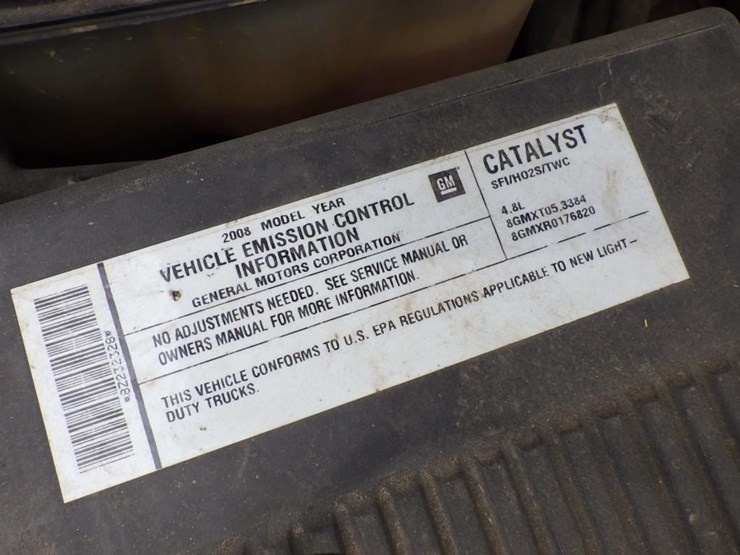 2008 MODEL YEAR
VEHICLE EMISSION CONTROL
INFORMATION
GENERAL MOTORS CORPORATION
GM
CATALYST
SFI/HO2S/TWC
4.8L
8GMXT05.3384
8GMXR0176820
NO ADJUSTMENTS NEEDED. SEE SERVICE MANUAL OR
OWNERS MANUAL FOR MORE INFORMATION.
THIS VEHICLE CONFORMS TO U.S. EPA REGULATIONS APPLICABLE TO NEW LIGHT-
DUTY TRUCKS.
*82232328*